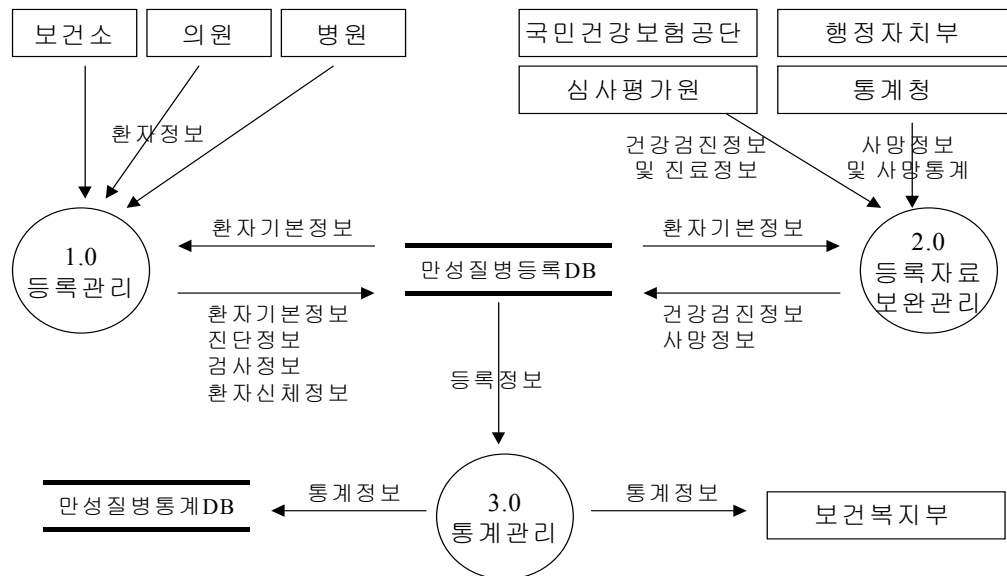 보건소
의원
병원
국민건강보험공단
행정자치부
심사평가원
통계청
환자정보
건강검진정보
및 진료정보
사망정보
및 사망통계
1.0
등록관리
환자기본정보
만성질병등록DB
환자기본정보
2.0
등록자료
보완관리
환자기본정보
진단정보
검사정보
환자신체정보
건강검진정보
사망정보
등록정보
만성질병통계DB
통계정보
3.0
통계관리
통계정보
보건복지부